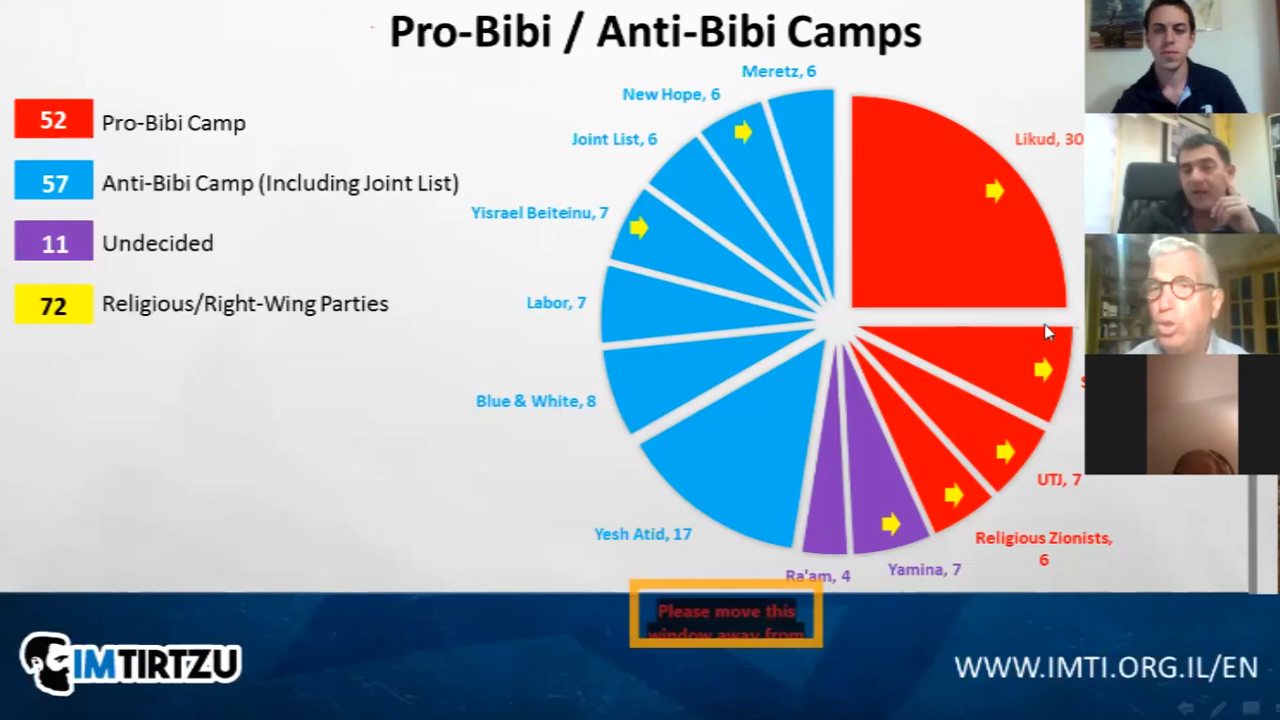 Pro-Bibi / Anti-Bibi Camps
52 Pro-Bibi Camp
57 Anti-Bibi Camp (Including Joint List)
11 Undecided
72 Religious/Right-Wing Parties
Meretz, 6
New Hope, 6
Joint List, 6
Yisrael Beiteinu, 7
Labor, 7
Blue & White, 8
Yesh Atid, 17
Ra'am, 4
Yamina, 7
Religious Zionists,
6
UTJ, 7
Likud, 30
Please move this
window away from
IMTIRTZU
WWW.IMTI.ORG.IL/EN